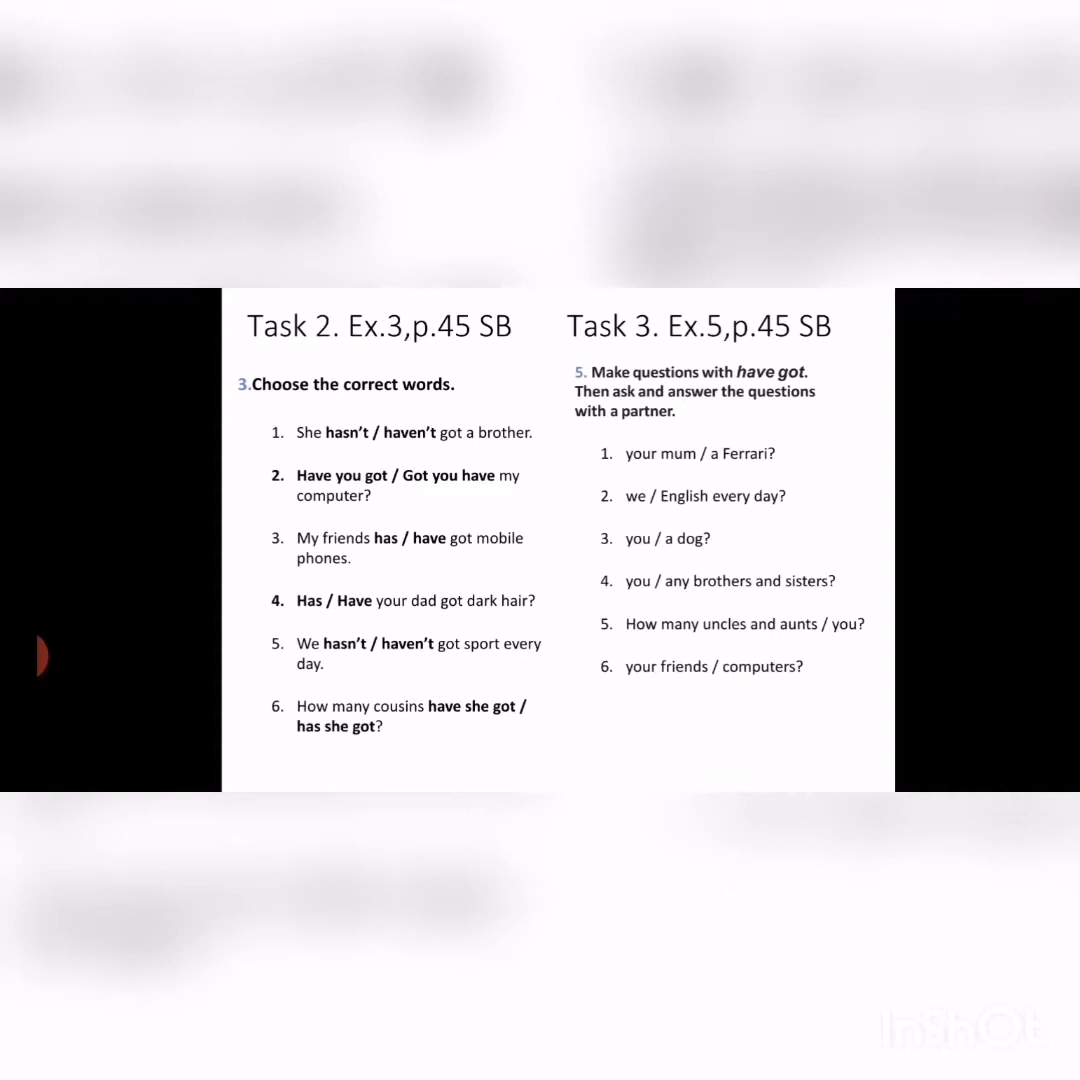 Task 2. Ex.3,p.45 SB
3.Choose the correct words.
1. She hasn't / haven't got a brother.
2. Have you got / Got you have my
computer?
3. My friends has / have got mobile
phones.
4. Has / Have your dad got dark hair?
5. We hasn't / haven't got sport every
day.
6. How many cousins have she got /
has she got?
Task 3. Ex.5,p.45 SB
5. Make questions with have got.
Then ask and answer the questions
with a partner.
1. your mum / a Ferrari?
2. we / English every day?
3. you / a dog?
4. you / any brothers and sisters?
5. How many uncles and aunts / you?
6. your friends / computers?
InShOt